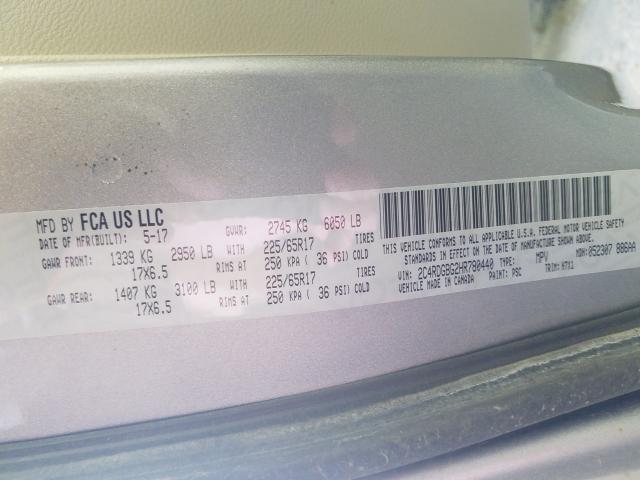 MFD BY FCA US LLC
DATE OF MFR(BUILT): 5-17 GVWR: 2745 KG 6050 LB
GAWR FRONT: 1339 KG 2950 LB WITH 225/65R17 TIRES
17X6.5 RIMS AT 250 KPA ( 36 PSI) COLD
GAWR REAR: 1407 KG 3100 LB WITH 225/65R17 TIRES
17X6.5 RIMS AT 250 KPA ( 36 PSI) COLD
THIS VEHICLE CONFORMS TO ALL APPLICABLE U.S.A. FEDERAL MOTOR VEHICLE SAFETY
STANDARDS IN EFFECT ON THE DATE OF MANUFACTURE SHOWN ABOVE.
VIN: 2C4RDGBG2HR780440 TYPE: MPV MDH: 052307
VEHICLE MADE IN CANADA PAINT: PSC TRIM: